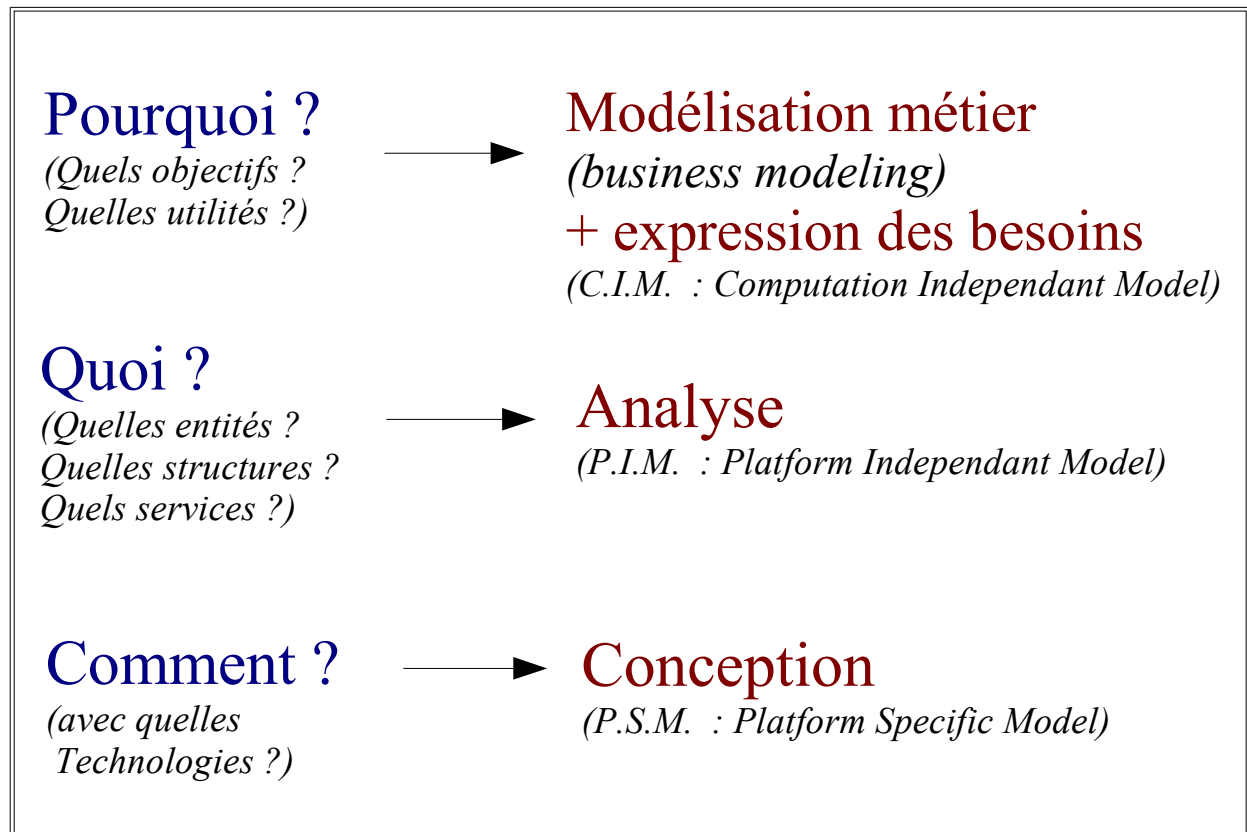 Pourquoi ?
(Quels objectifs ?
Quelles utilités ?)
Modélisation métier
(business modeling)
+ expression des besoins
(C.I.M. : Computation Independant Model)
Quoi ?
(Quelles entités ?
Quelles structures ?
Quels services ?)
Analyse
(P.I.M. : Platform Independant Model)
Comment ?
(avec quelles
Technologies ?)
Conception
(P.S.M. : Platform Specific Model)